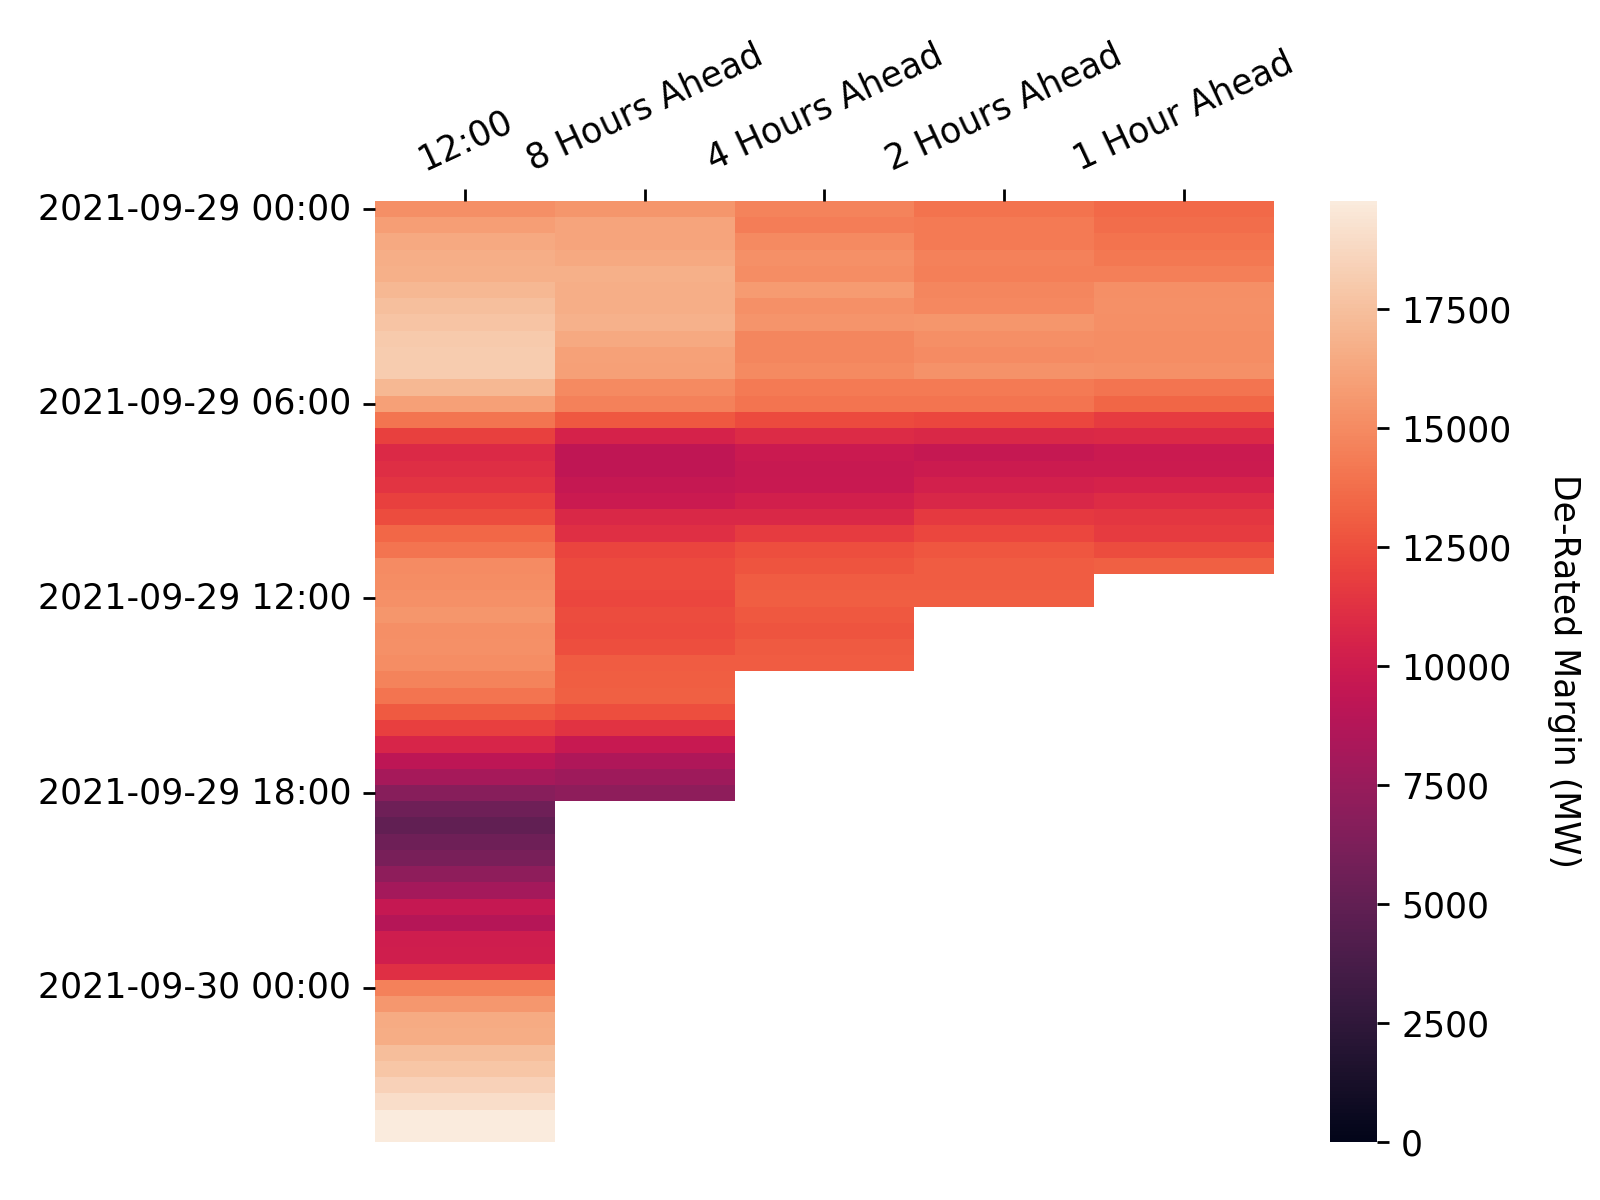 12:00
8 Hours Ahead
4 Hours Ahead
2 Hours Ahead
1 Hour Ahead
2021-09-29 00:00
2021-09-29 06:00
2021-09-29 12:00
2021-09-29 18:00
2021-09-30 00:00
17500
15000
12500
10000
7500
5000
2500
0
De-Rated Margin (MW)